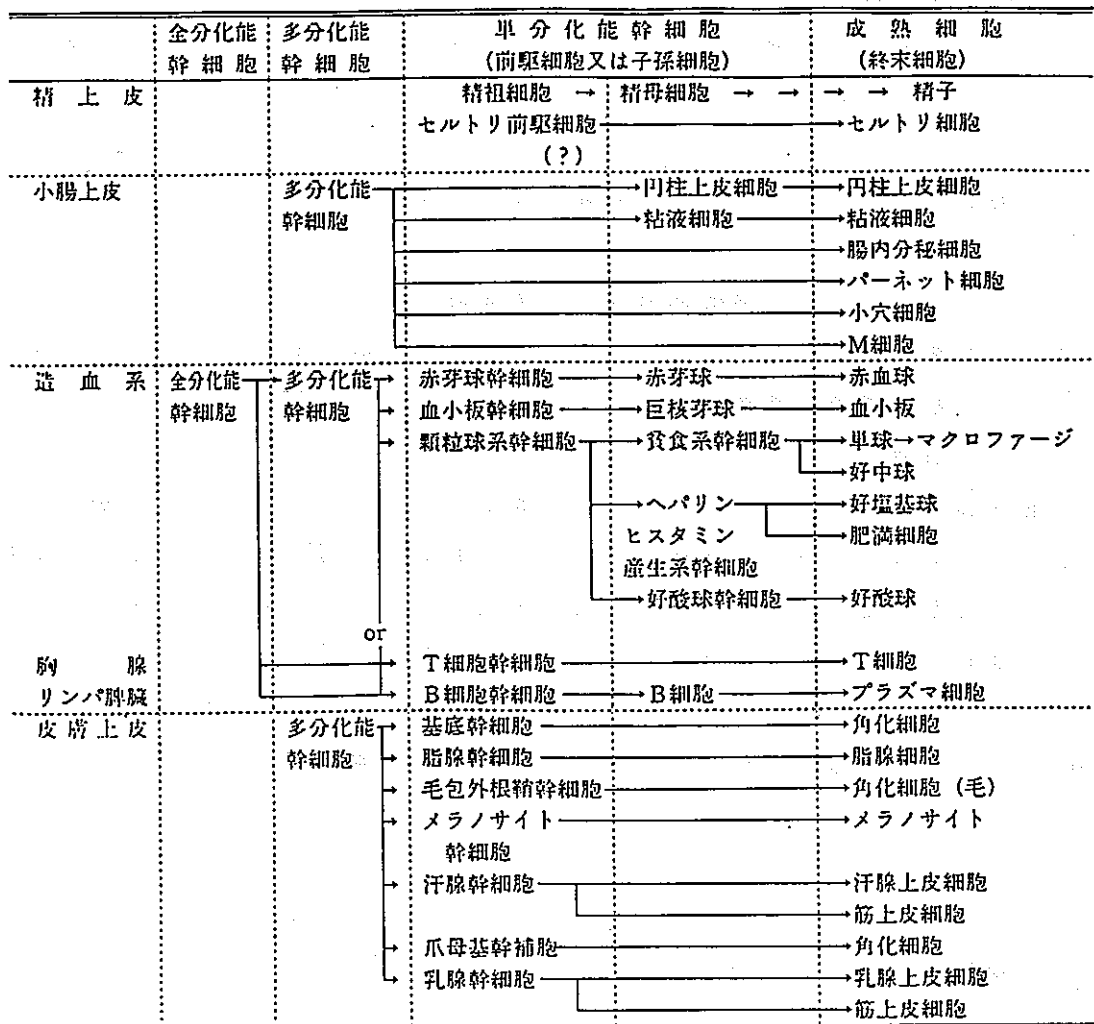 全分化能 多分化能 単分化能幹細胞 成熟細胞
幹細胞 幹細胞 (前駆細胞又は子孫細胞) (終末細胞)
精上皮 精祖細胞 → 精母細胞 → → → → 精子
セルトリ前駆細胞 → セルトリ細胞
(?)
小腸上皮 多分化能 → 円柱上皮細胞 → 円柱上皮細胞
幹細胞 → 粘液細胞 → 粘液細胞
→ 腸内分秘細胞
→ パーネット細胞
→ 小穴細胞
→ M細胞
造血系 全分化能 → 多分化能 → 赤芽球幹細胞 → 赤芽球 → 赤血球
幹細胞 幹細胞 → 血小板幹細胞 → 巨核芽球 → 血小板
→ 顆粒球系幹細胞 → 貧食系幹細胞 → 単球→マクロファージ
→ 好中球
→ ヘパリン → 好塩基球
ヒスタミン → 肥満細胞
産生系幹細胞
→ 好酸球幹細胞 → 好酸球
or
胸腺 → T細胞幹細胞 → T細胞
リンパ脾臓 → B細胞幹細胞 → B細胞 → プラズマ細胞
皮膚上皮 多分化能 → 基底幹細胞 → 角化細胞
幹細胞 → 脂腺幹細胞 → 脂腺細胞
→ 毛包外根鞘幹細胞 → 角化細胞(毛)
→ メラノサイト → メラノサイト
幹細胞
→ 汗腺幹細胞 → 汗腺上皮細胞
→ 筋上皮細胞
→ 爪母基幹補胞 → 角化細胞
→ 乳腺幹細胞 → 乳腺上皮細胞
→ 筋上皮細胞